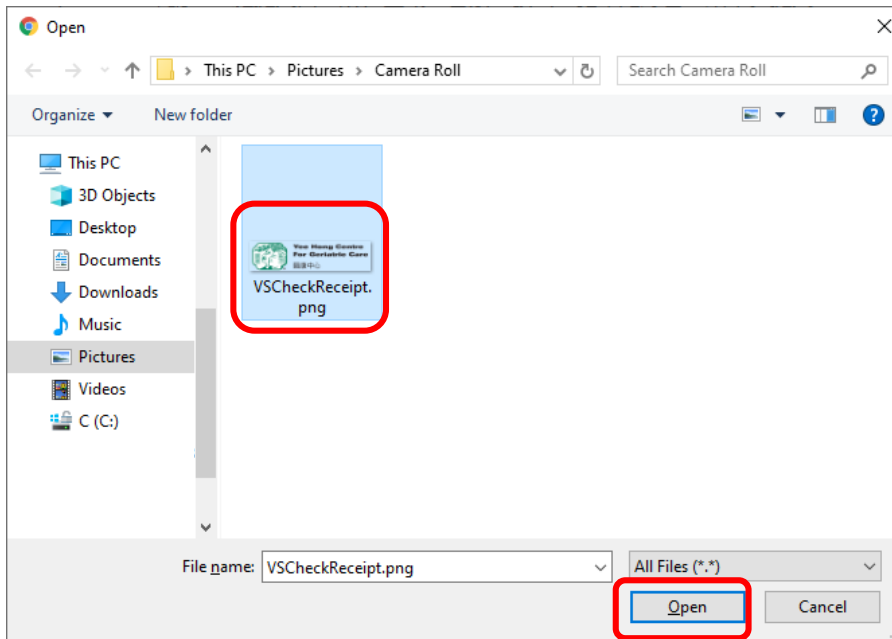 Open
This PC > Pictures > Camera Roll
Search Camera Roll
Organize
New folder
?
This PC
3D Objects
Desktop
Documents
Downloads
Music
Pictures
Videos
C (C:)
Yee Hong Centre
For Geriatric Care
VSCheckReceipt.
png
File name:
VSCheckReceipt.png
All Files (*.*)
Open
Cancel